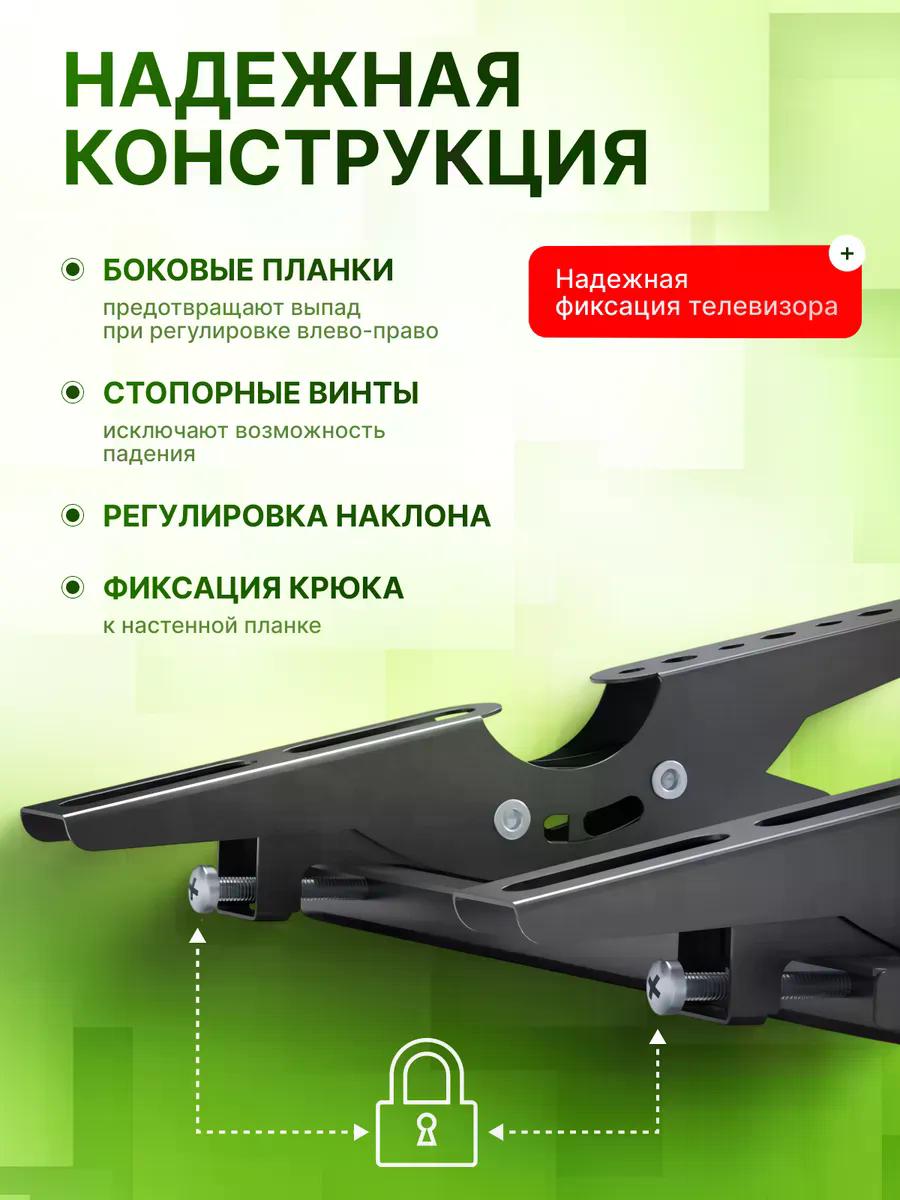 НАДЕЖНАЯ
КОНСТРУКЦИЯ
БОКОВЫЕ ПЛАНКИ
предотвращают выпад
при регулировке влево-право
Надежная
фиксация телевизора
+
СТОПОРНЫЕ ВИНТЫ
исключают возможность
падения
РЕГУЛИРОВКА НАКЛОНА
ФИКСАЦИЯ КРЮКА
к настенной планке